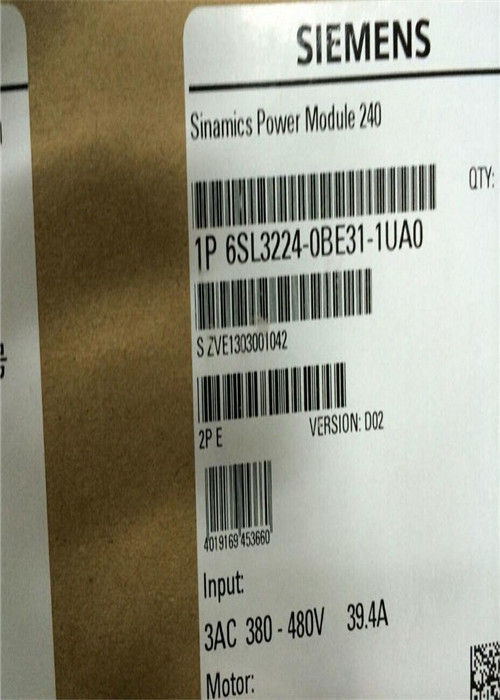 SIEMENS
Sinamics Power Module 240
QTY:
1P 6SL3224-0BE31-1UA0
S ZVE1303001042
2P E VERSION: D02
4019169 453660
Input:
3AC 380 - 480V 39.4A
Motor: